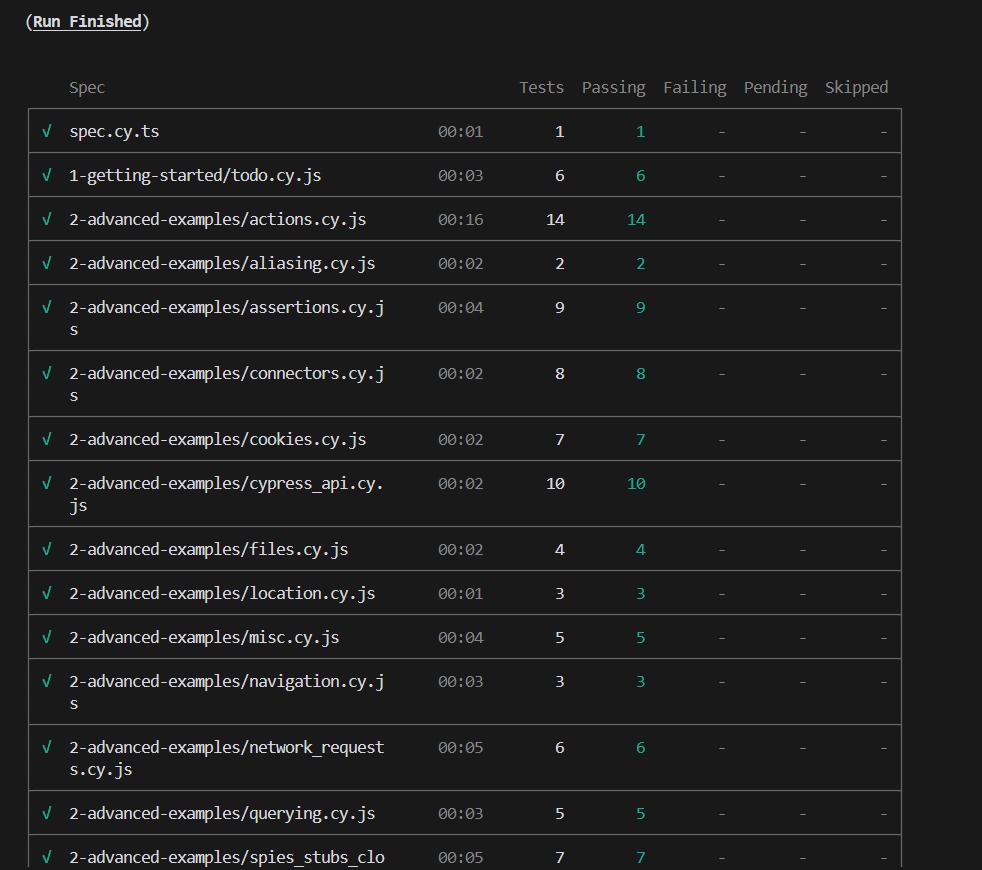 (Run Finished)
Spec Tests Passing Failing Pending Skipped
√ spec.cy.ts 00:01 1 1 - - -
√ 1-getting-started/todo.cy.js 00:03 6 6 - - -
√ 2-advanced-examples/actions.cy.js 00:16 14 14 - - -
√ 2-advanced-examples/aliasing.cy.js 00:02 2 2 - - -
√ 2-advanced-examples/assertions.cy.j 00:04 9 9 - - -
s
√ 2-advanced-examples/connectors.cy.j 00:02 8 8 - - -
s
√ 2-advanced-examples/cookies.cy.js 00:02 7 7 - - -
√ 2-advanced-examples/cypress_api.cy. 00:02 10 10 - - -
js
√ 2-advanced-examples/files.cy.js 00:02 4 4 - - -
√ 2-advanced-examples/location.cy.js 00:01 3 3 - - -
√ 2-advanced-examples/misc.cy.js 00:04 5 5 - - -
√ 2-advanced-examples/navigation.cy.j 00:03 3 3 - - -
s
√ 2-advanced-examples/network_request 00:05 6 6 - - -
s.cy.js
√ 2-advanced-examples/querying.cy.js 00:03 5 5 - - -
√ 2-advanced-examples/spies_stubs_clo 00:05 7 7 - - -